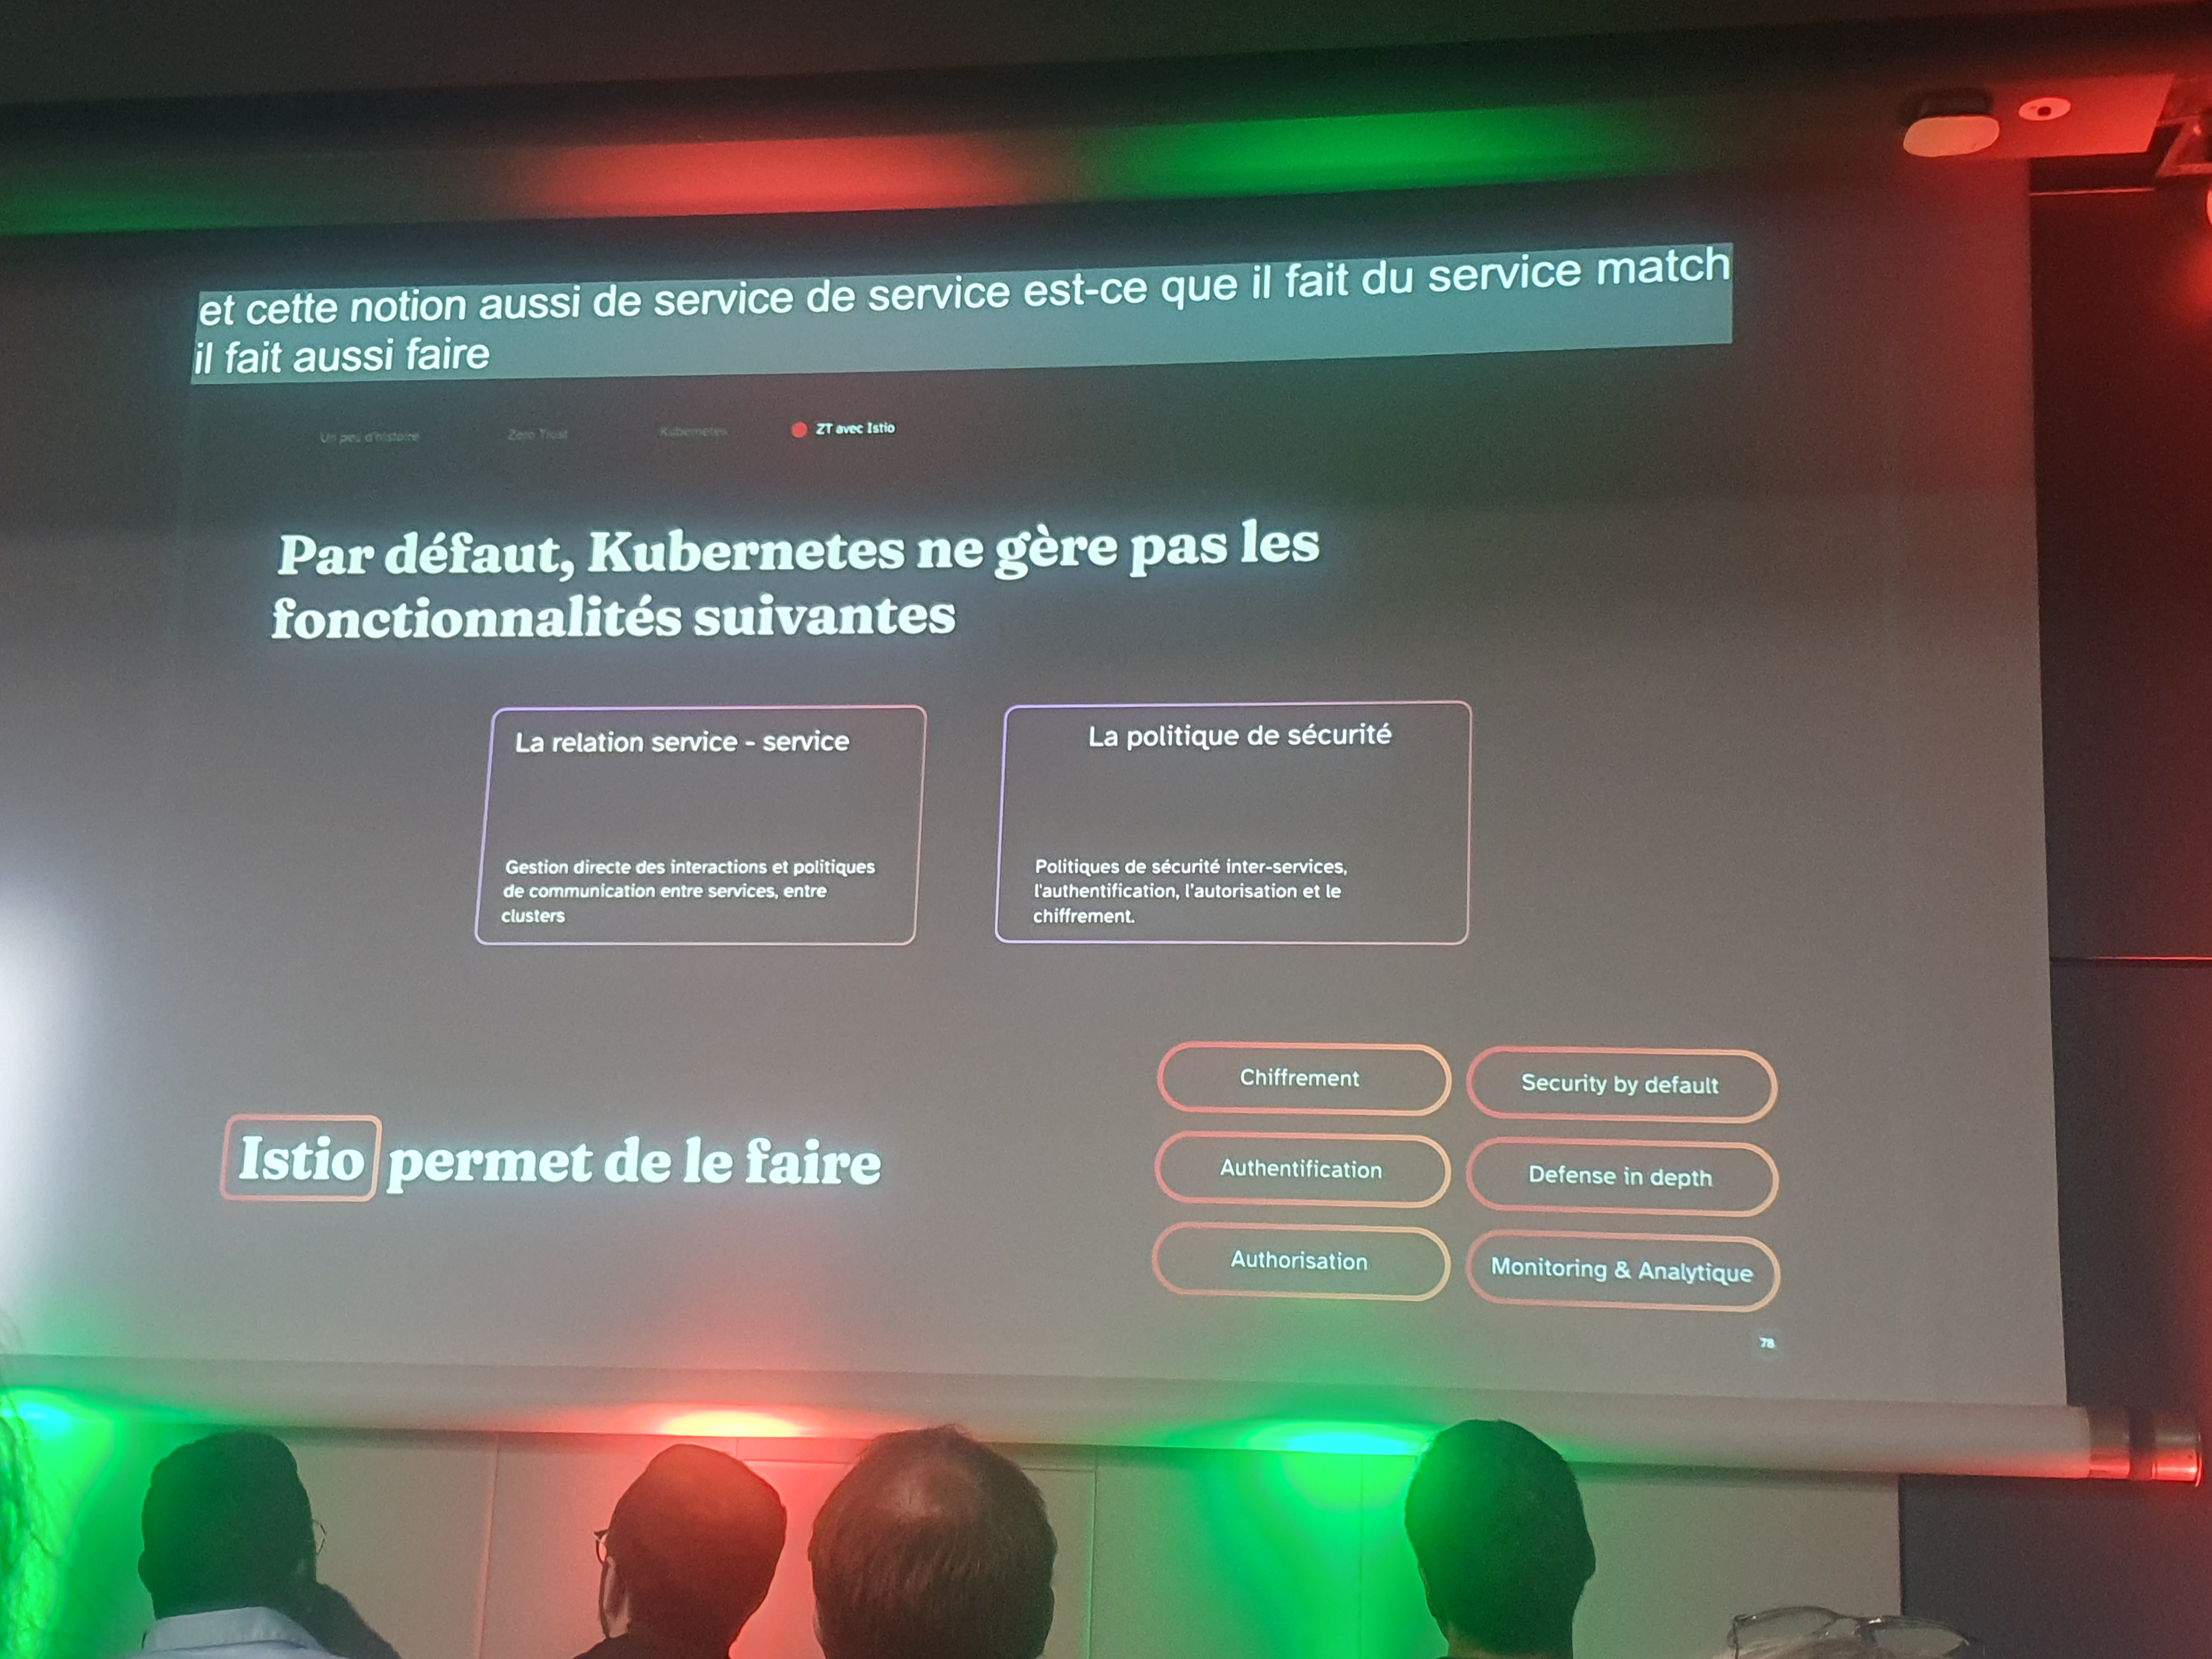 et cette notion aussi de service de service est-ce que il fait du service match
il fait aussi faire
Un peu d'histoire
Zero Trust
Kubernetes
ZT avec Istio
Par défaut, Kubernetes ne gère pas les
fonctionnalités suivantes
La relation service - service
Gestion directe des interactions et politiques
de communication entre services, entre
clusters
La politique de sécurité
Politiques de sécurité inter-services,
l'authentification, l'autorisation et le
chiffrement.
Istio permet de le faire
Chiffrement
Security by default
Authentification
Defense in depth
Authorisation
Monitoring & Analytique
78